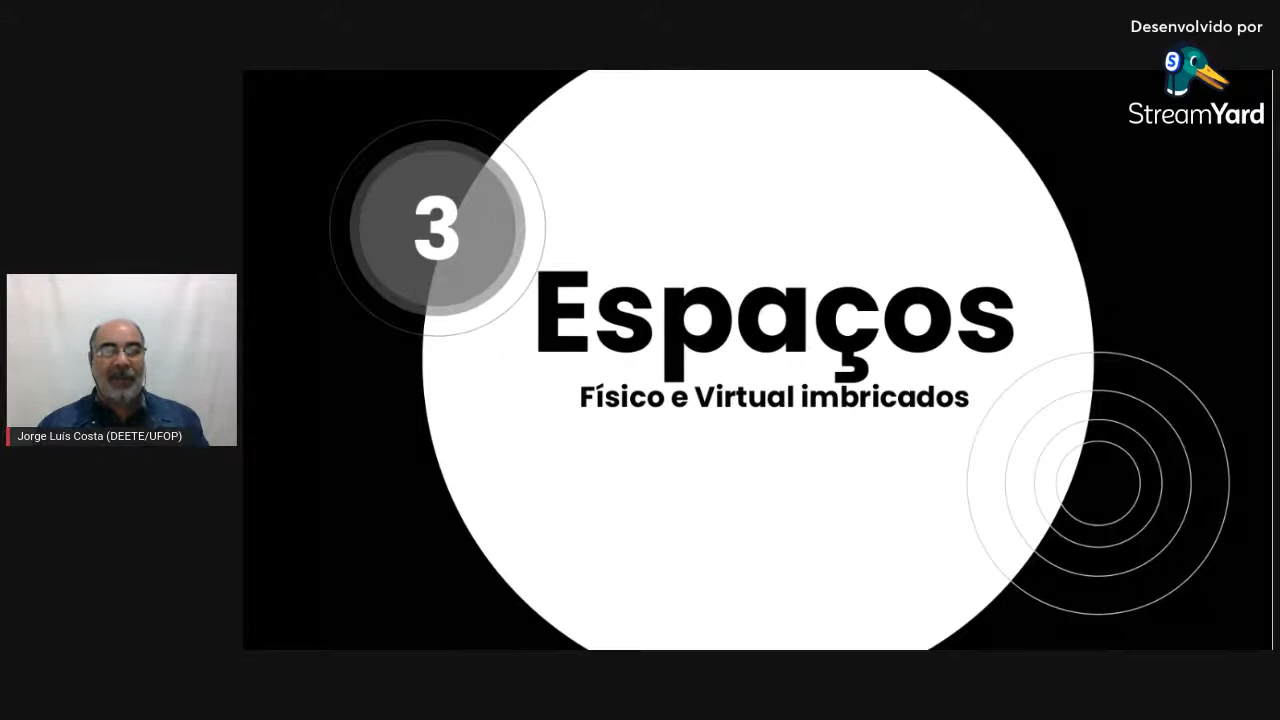 Desenvolvido por
StreamYard
3
Espaços
Físico e Virtual imbricados
Jorge Luís Costa (DEETE/UFOP)